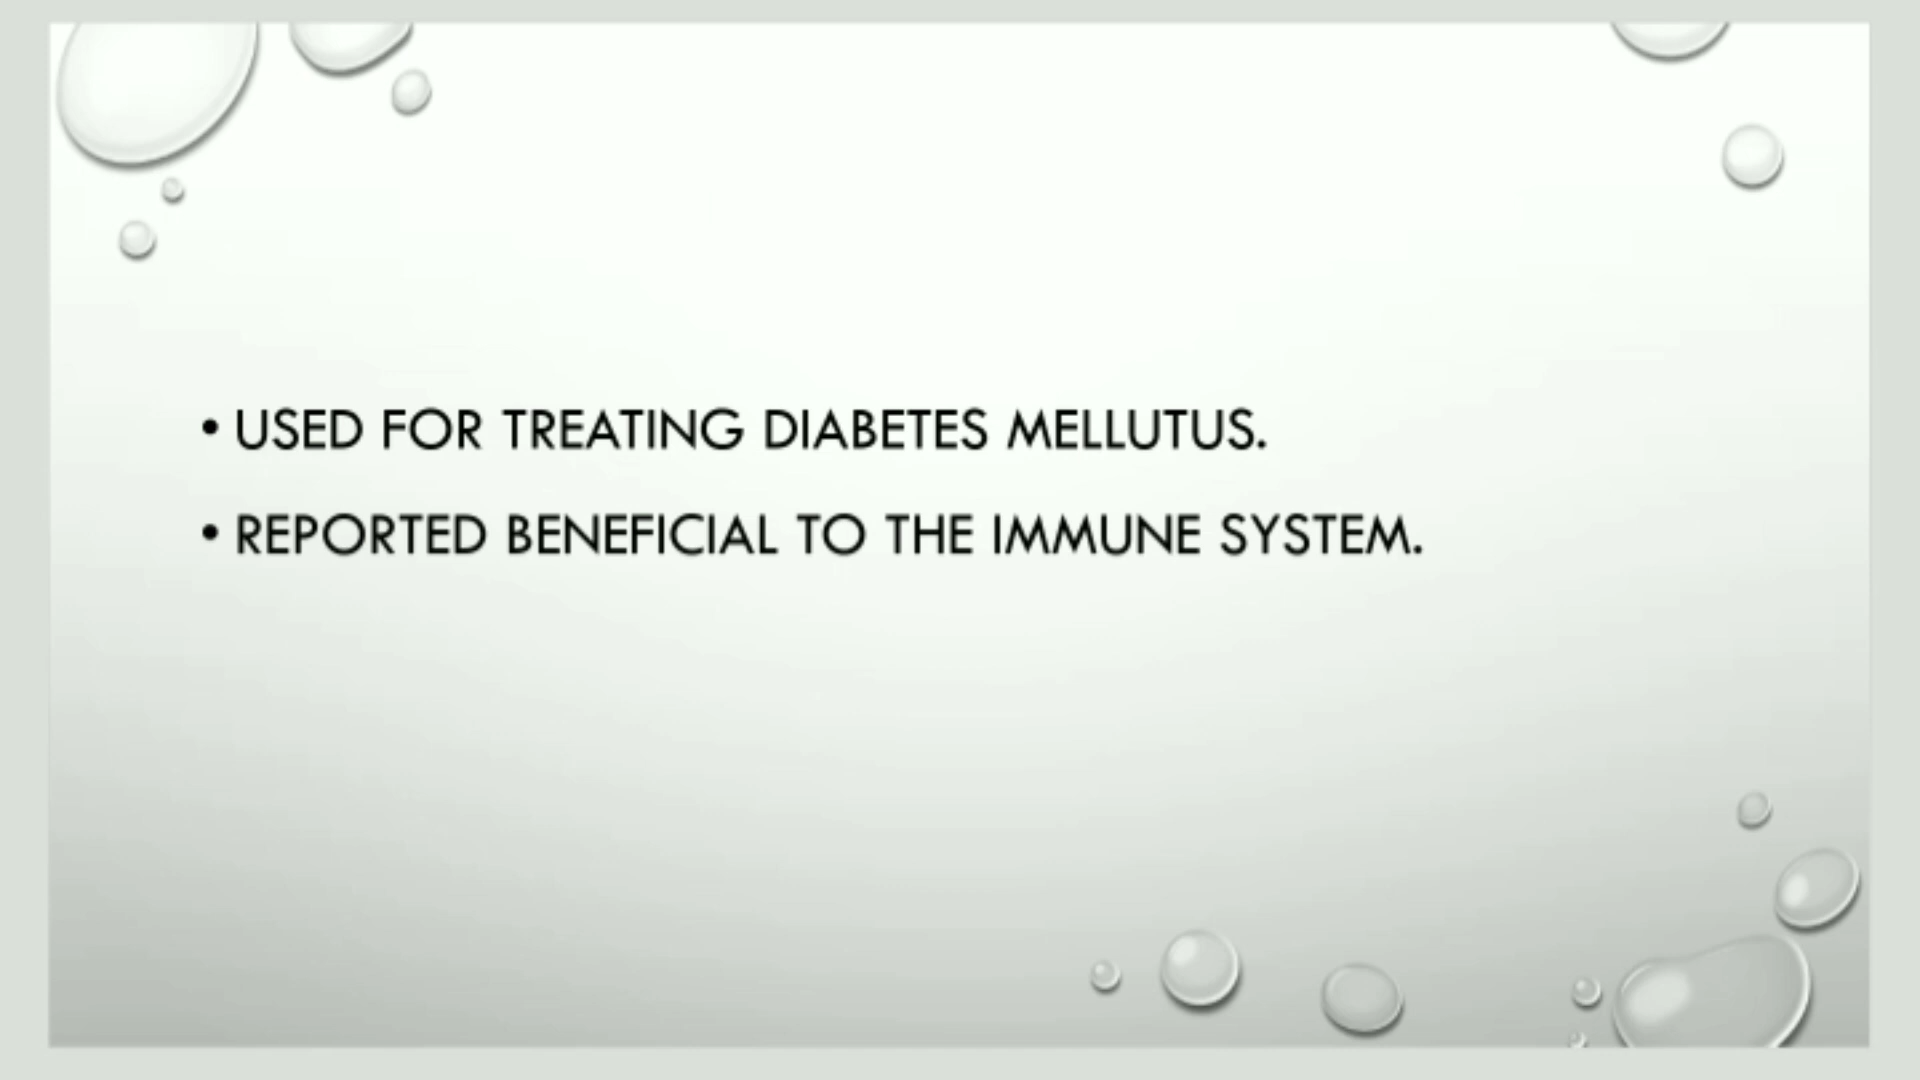 • USED FOR TREATING DIABETES MELLUTUS.
• REPORTED BENEFICIAL TO THE IMMUNE SYSTEM.